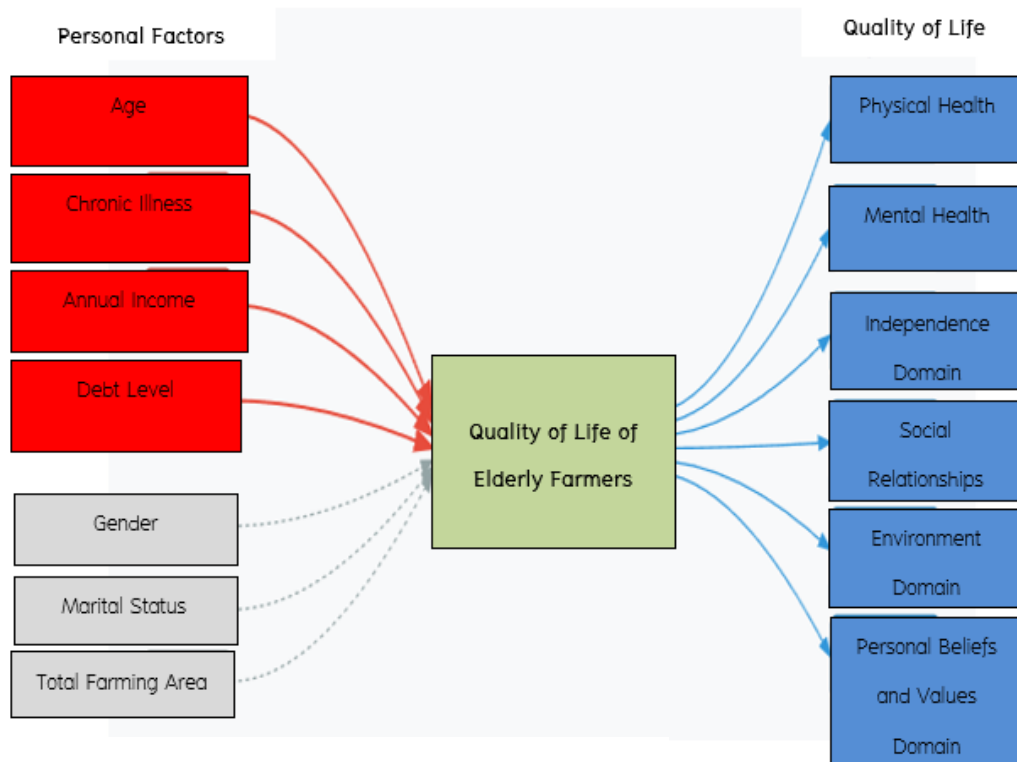 Personal Factors
Age
Chronic Illness
Annual Income
Debt Level
Gender
Marital Status
Total Farming Area
Quality of Life of
Elderly Farmers
Quality of Life
Physical Health
Mental Health
Independence
Domain
Social
Relationships
Environment
Domain
Personal Beliefs
and Values
Domain